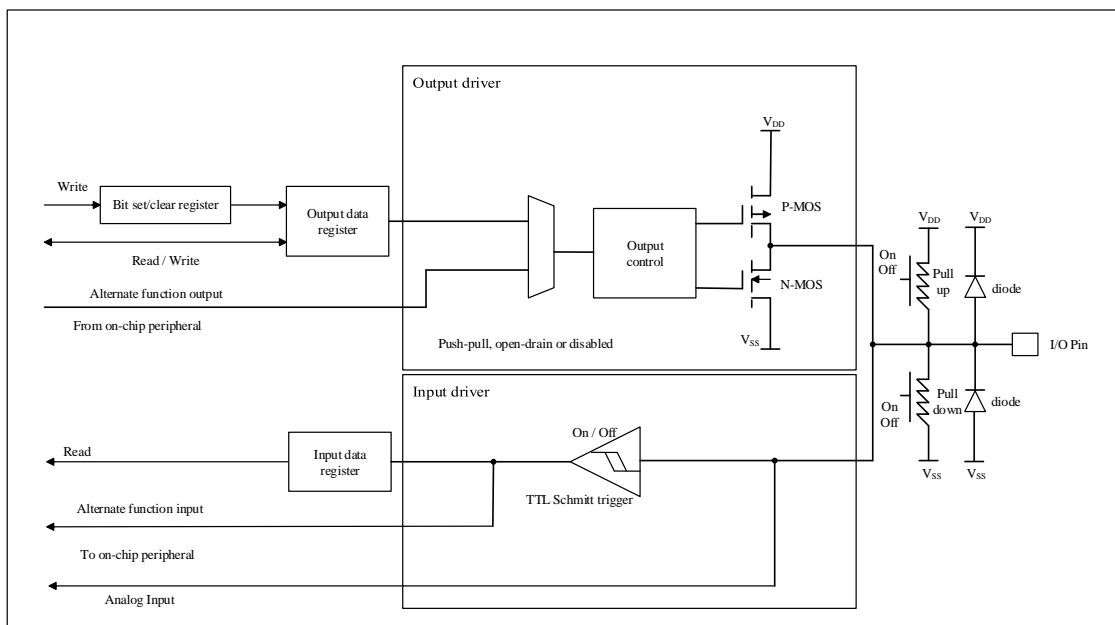 Output driver
VDD
Write
Bit set/clear register
Output data
register
P-MOS
Read / Write
Output
control
VDD
VDD
On
Off
Pull
up
diode
N-MOS
Alternate function output
From on-chip peripheral
Push-pull, open-drain or disabled
VSS
I/O Pin
Input driver
On
Off
Pull
down
diode
On / Off
Read
Input data
register
VSS
VSS
TTL Schmitt trigger
Alternate function input
To on-chip peripheral
Analog Input